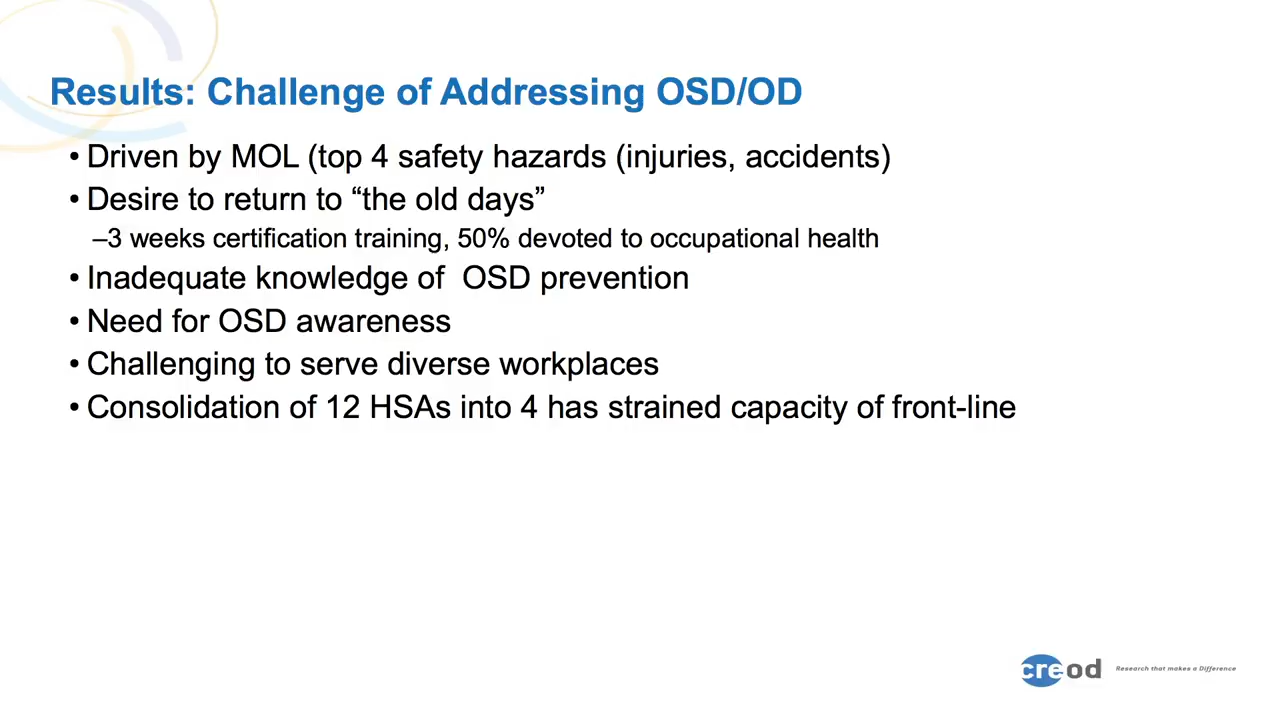 Results: Challenge of Addressing OSD/OD
• Driven by MOL (top 4 safety hazards (injuries, accidents)
• Desire to return to “the old days”
–3 weeks certification training, 50% devoted to occupational health
• Inadequate knowledge of  OSD prevention
• Need for OSD awareness
• Challenging to serve diverse workplaces
• Consolidation of 12 HSAs into 4 has strained capacity of front-line
creod Research that makes a Difference